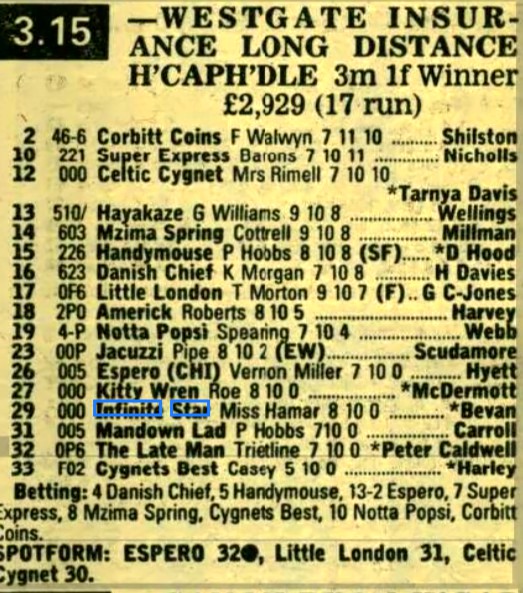 3.15
—WESTGATE INSUR-
ANCE LONG DISTANCE
H'CAPH'DLE 3m 1f Winner
£2,929 (17 run)
2 46-6 Corbitt Coins F Walwyn 7 11 10 .......... Shilston
10 221 Super Express Barons 7 10 11 ........... Nicholls
12 000 Celtic Cygnet Mrs Rimell 7 10 10
*Tarnya Davis
13 510/ Hayakaze G Williams 9 10 8 ............... Wellings
14 603 Mzima Spring Cottrell 9 10 8 .............. Millman
15 226 Handymouse P Hobbs 8 10 8 (SF)..... *D Hood
16 623 Danish Chief K Morgan 7 10 8 ........... H Davies
17 0F6 Little London T Morton 9 10 7 (F).. G C-Jones
18 2P0 Americk Roberts 8 10 5 ....................... Harvey
19 4-P Notta Popsi Spearing 7 10 4 ................. Webb
23 00P Jacuzzi Pipe 8 10 2 (EW)............... Scudamore
26 005 Espero (CHI) Vernon Miller 7 10 0 ....... Hyett
27 000 Kitty Wren Roe 8 10 0 ................. *McDermott
29 000 Infiniti Star Miss Hamar 8 10 0 .......... *Bevan
31 005 Mandown Lad P Hobbs 7 10 0 ............. Carroll
32 0P6 The Late Man Trietline 7 10 0 *Peter Caldwell
33 F02 Cygnets Best Casey 5 10 0 .................. *Harley
Betting: 4 Danish Chief, 5 Handymouse, 13-2 Espero, 7 Super
Express, 8 Mzima Spring, Cygnets Best, 10 Notta Popsi, Corbitt
Coins.
SPOTFORM: ESPERO 32●, Little London 31, Celtic
Cygnet 30.